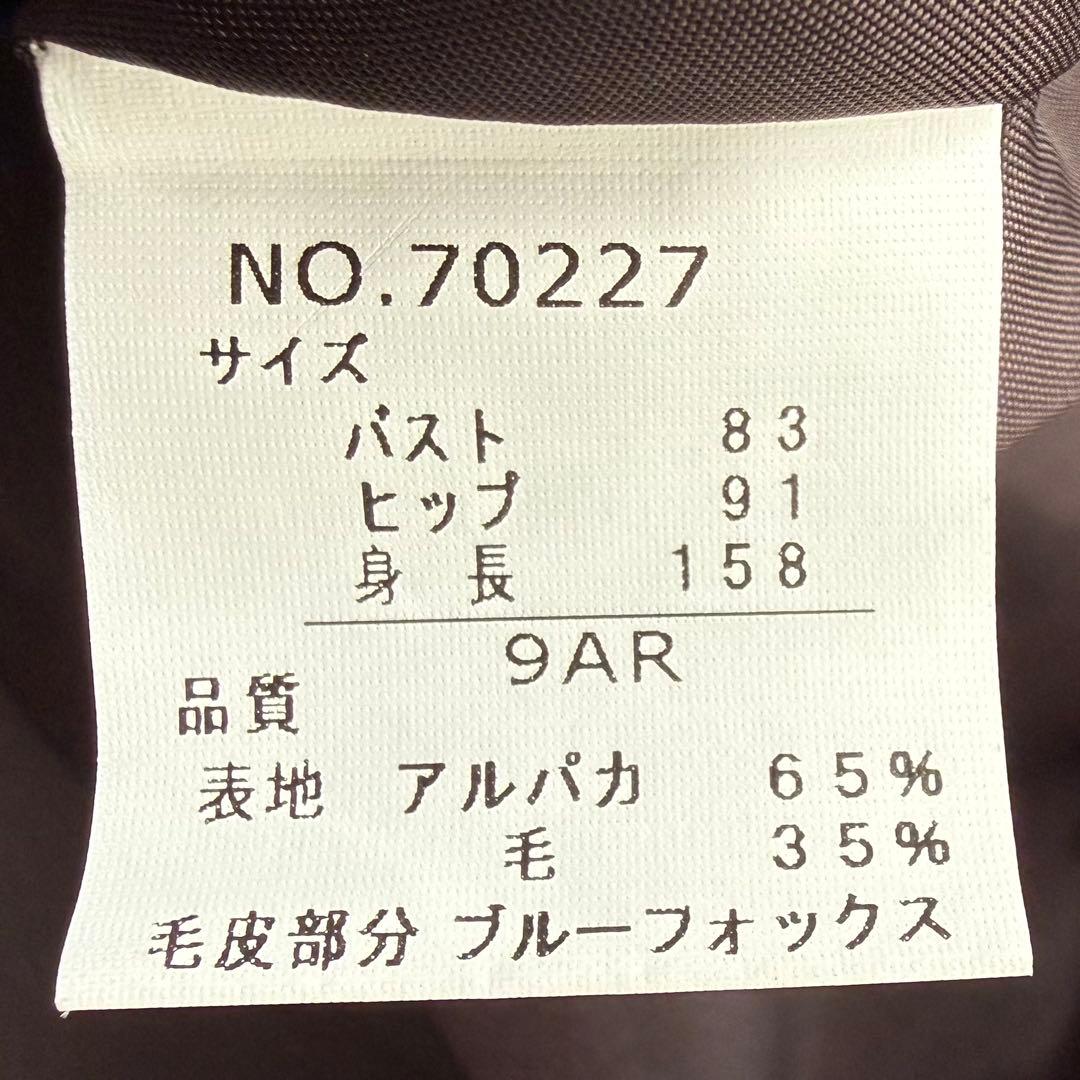 NO.70227
サイズ
バスト 83
ヒップ 91
身長 158
9AR
品質
表地 アルパカ 65%
毛 35%
毛皮部分 ブルーフォックス